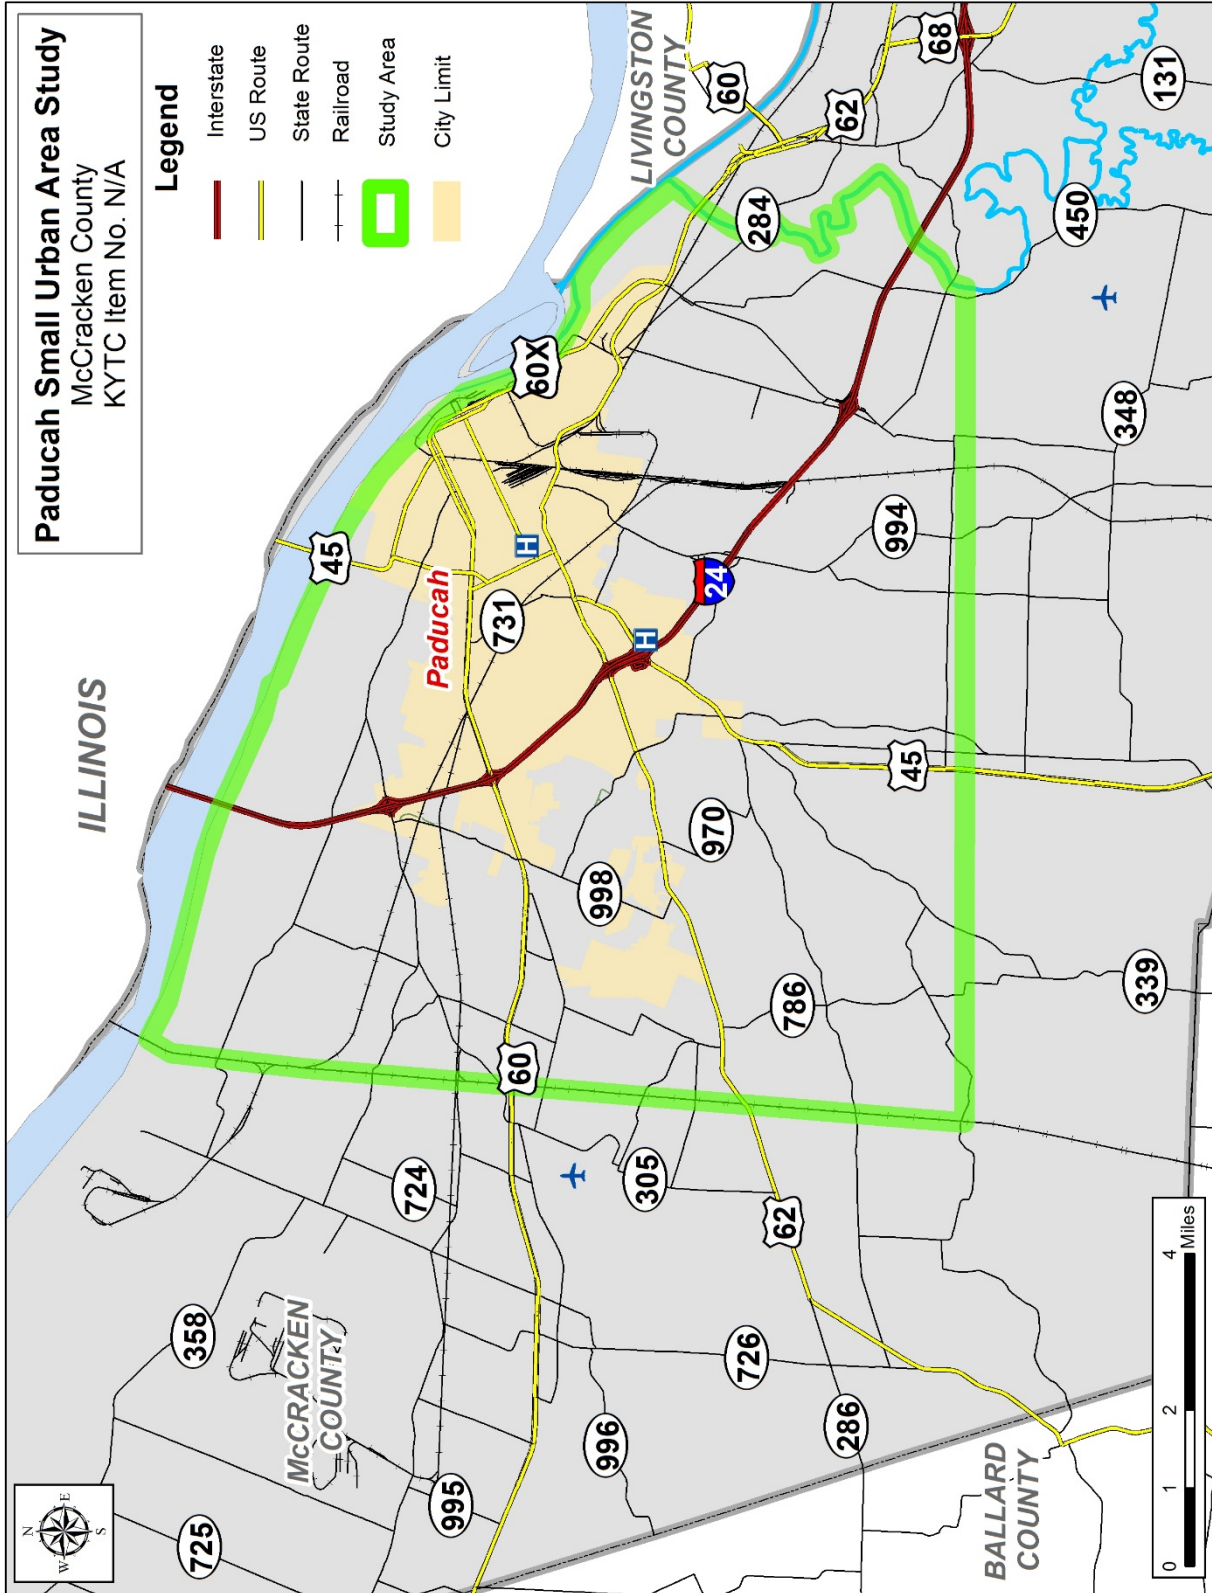 Paducah Small Urban Area Study
McCracken County
KYTC Item No. N/A
Legend
Interstate
US Route
State Route
Railroad
Study Area
City Limit
ILLINOIS
LIVINGSTON
COUNTY
McCRACKEN
COUNTY
BALLARD
COUNTY
Paducah
N
E
S
W
725
358
724
995
996
305
726
286
62
60
786
339
998
970
45
731
H
H
24
994
45
60X
348
450
284
131
62
60
68
0
1
2
4
Miles